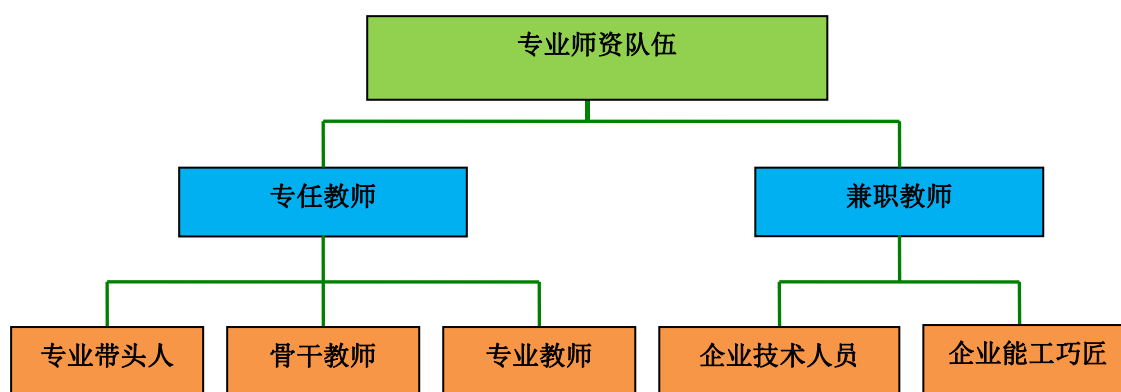 专业师资队伍
专任教师
兼职教师
专业带头人
骨干教师
专业教师
企业技术人员
企业能工巧匠